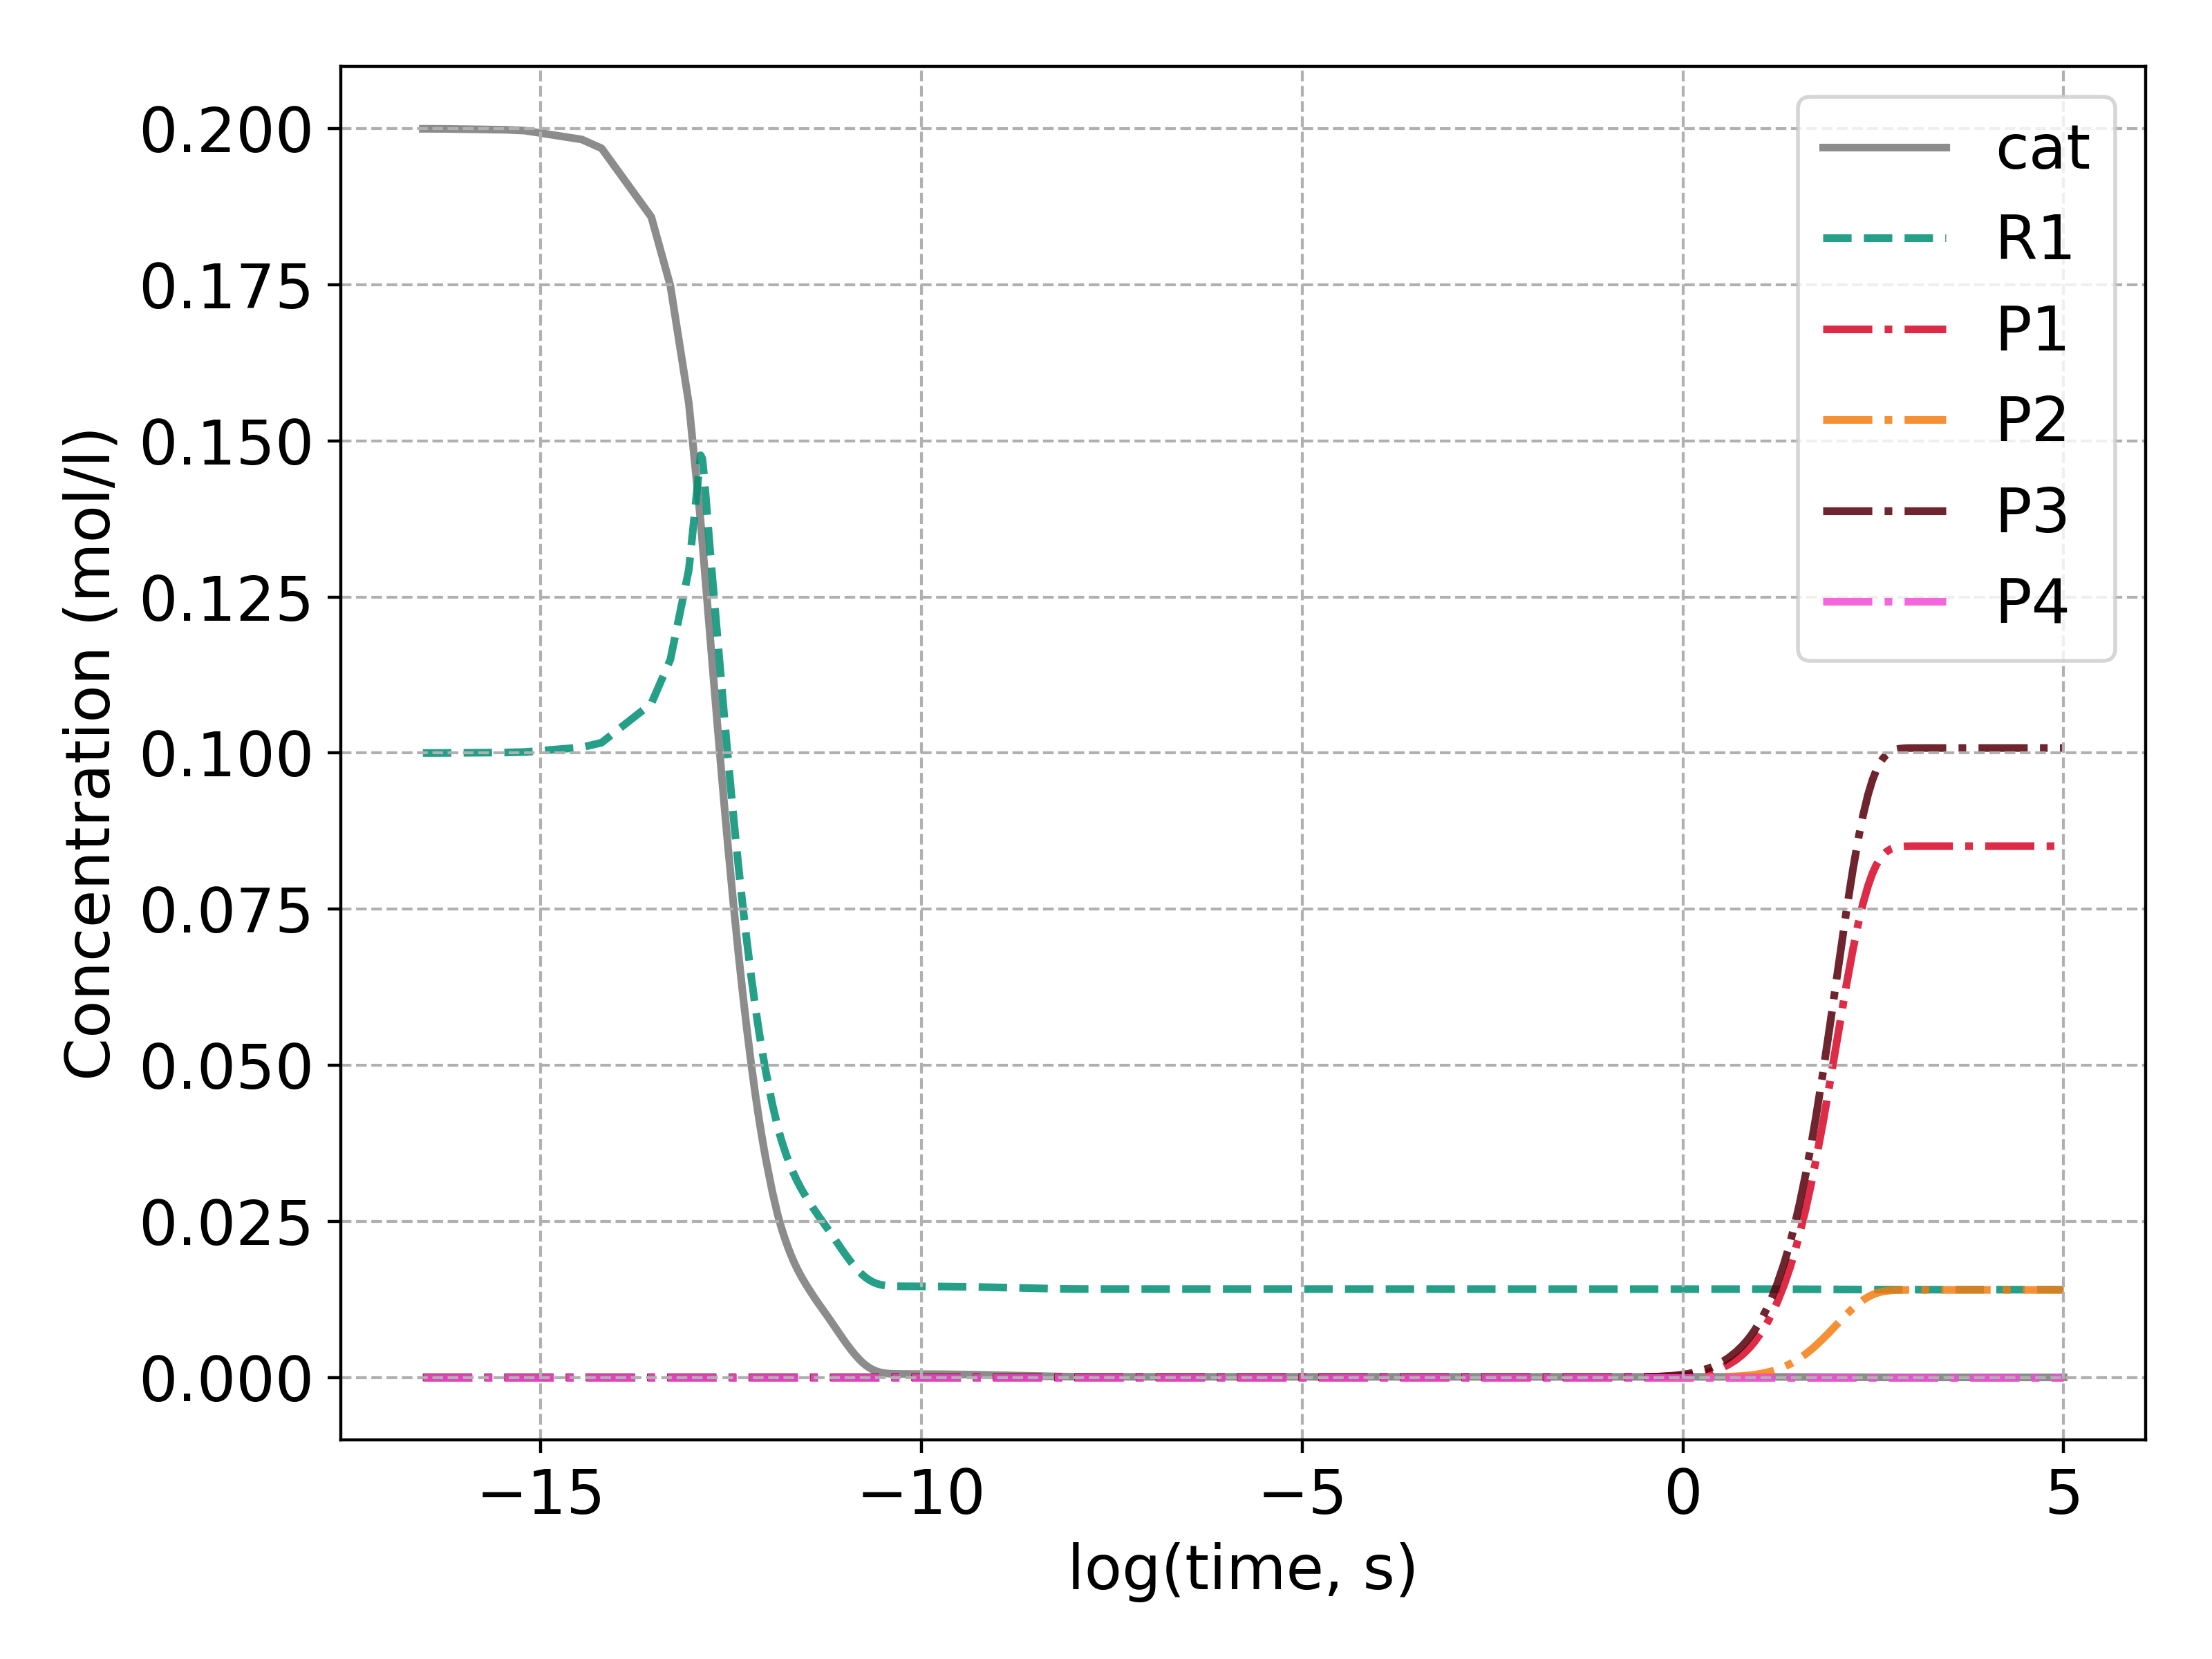 0.200
0.175
0.150
0.125
0.100
0.075
0.050
0.025
0.000
Concentration (mol/l)
−15
−10
−5
0
5
log(time, s)
cat
R1
P1
P2
P3
P4